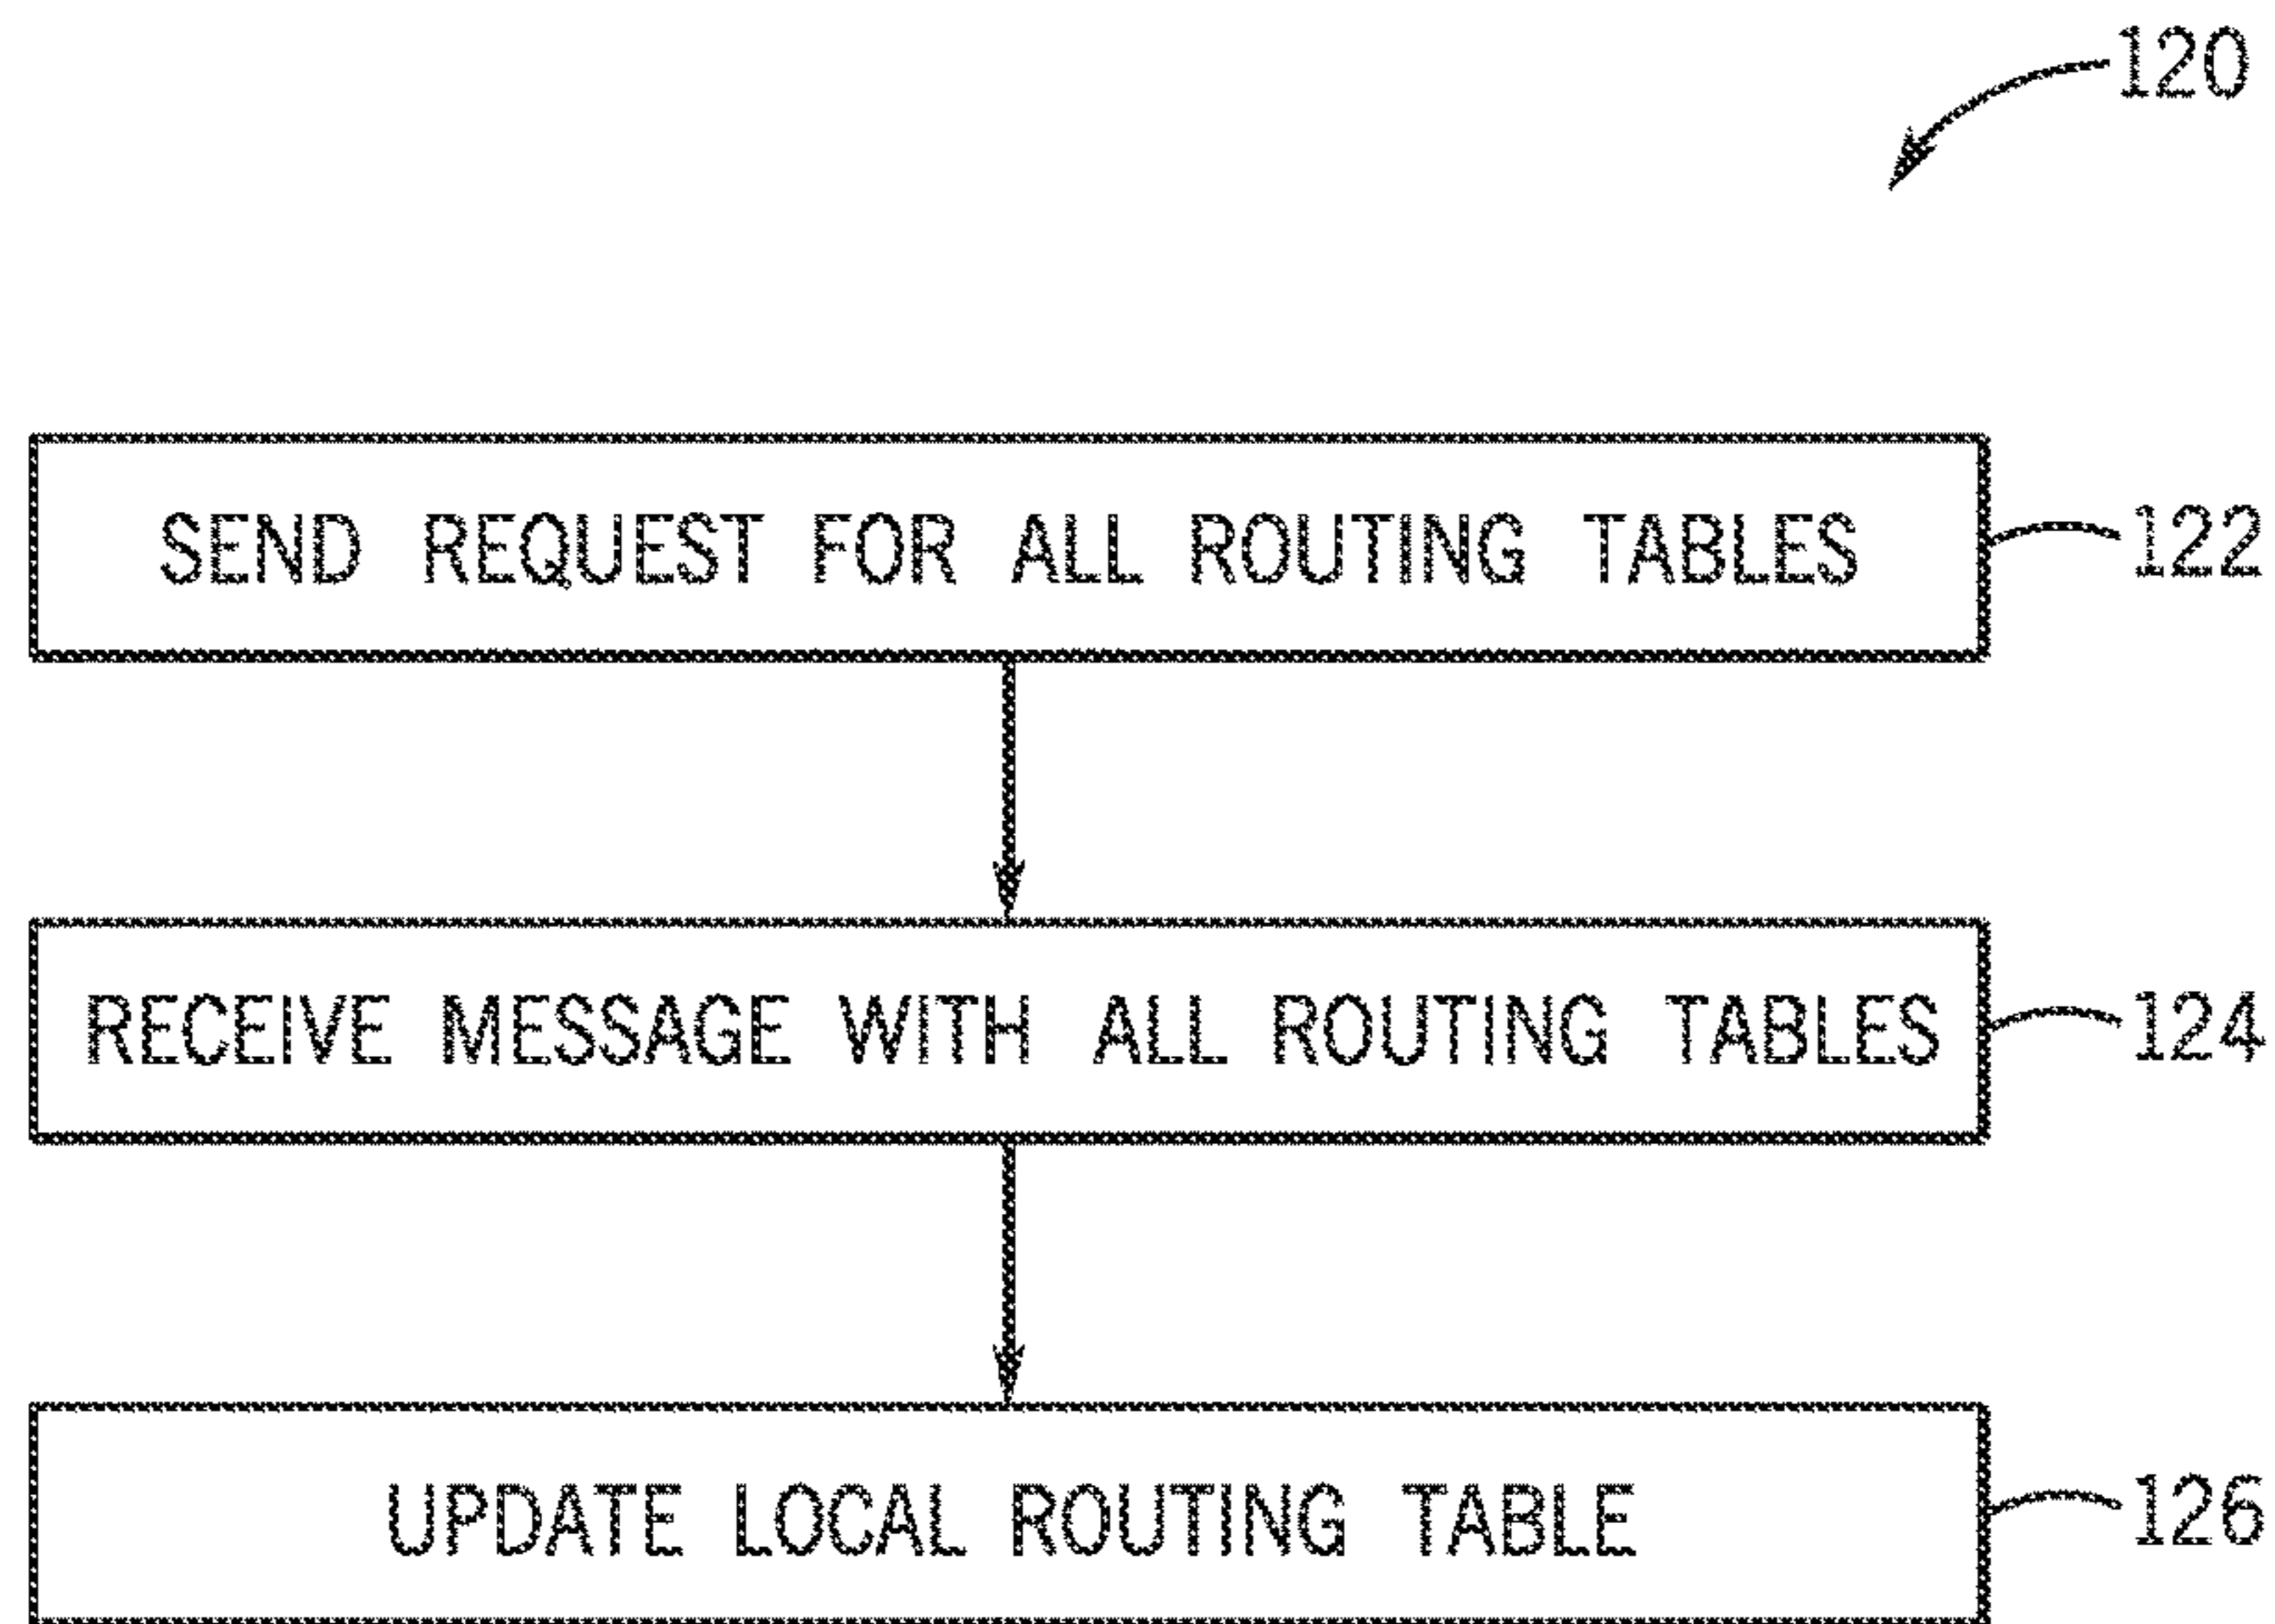 120
SEND REQUEST FOR ALL ROUTING TABLES
122
RECEIVE MESSAGE WITH ALL ROUTING TABLES
124
UPDATE LOCAL ROUTING TABLE
126